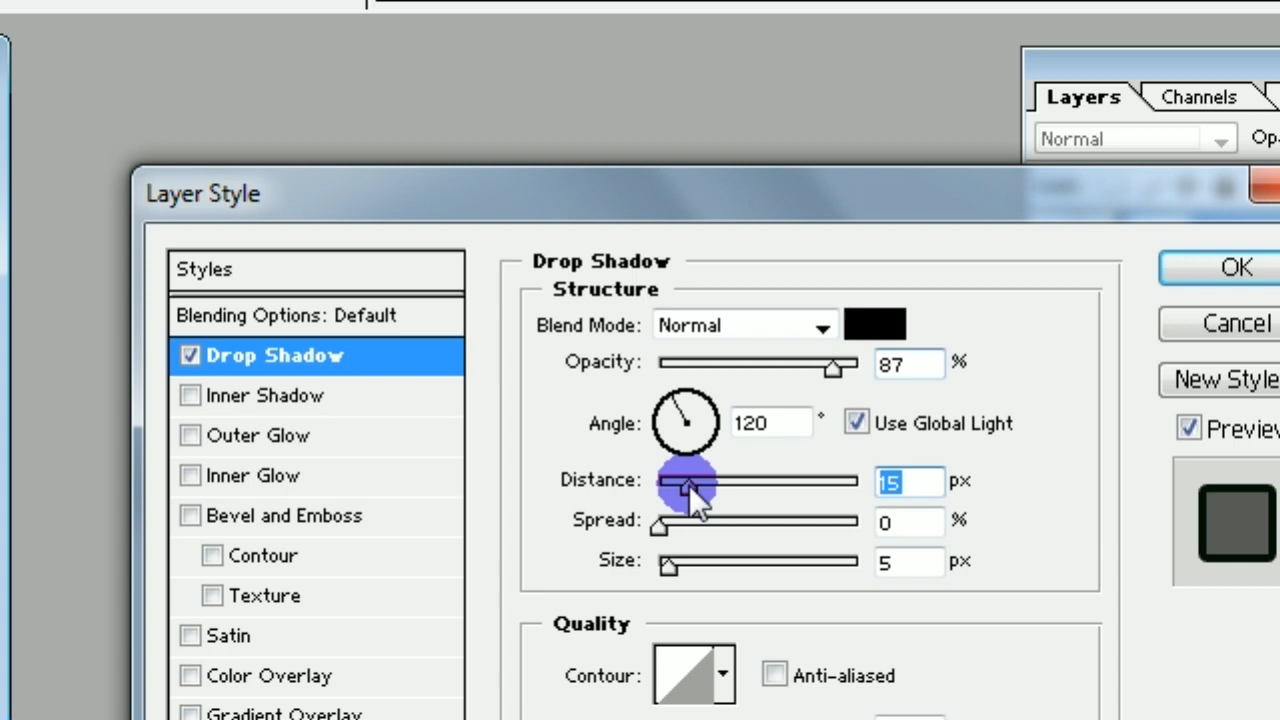 Layers
Channels
Normal
Layer Style
Styles
Blending Options: Default
Drop Shadow
Inner Shadow
Outer Glow
Inner Glow
Bevel and Emboss
Contour
Texture
Satin
Color Overlay
Gradient Overlay
Drop Shadow
Structure
Blend Mode: Normal
Opacity: 87 %
Angle: 120 ° Use Global Light
Distance: 15 px
Spread: 0 %
Size: 5 px
Quality
Contour: Anti-aliased
OK
Cancel
New Style
Preview